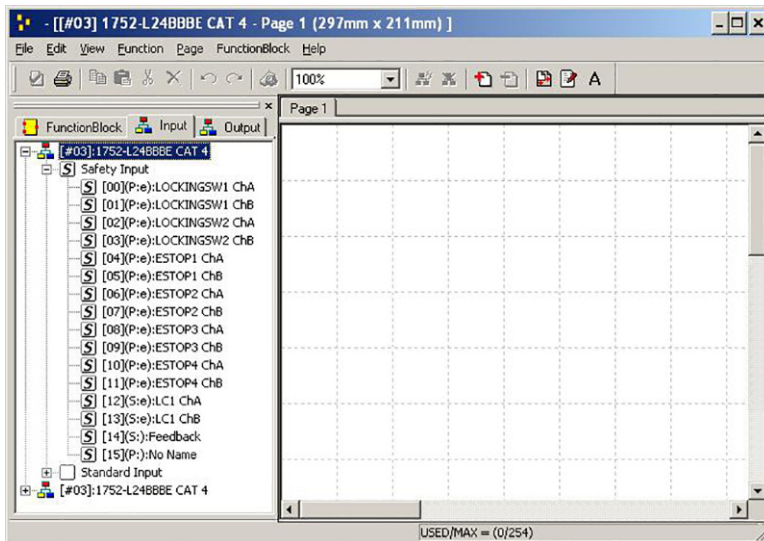 - [[#03] 1752-L24BBBE CAT 4 - Page 1 (297mm x 211mm) ]
File Edit View Function Page FunctionBlock Help
100% A
Page 1
FunctionBlock Input Output
[#03]:1752-L24BBBE CAT 4
S Safety Input
S [00](P:e):LOCKINGSW1 ChA
S [01](P:e):LOCKINGSW1 ChB
S [02](P:e):LOCKINGSW2 ChA
S [03](P:e):LOCKINGSW2 ChB
S [04](P:e):ESTOP1 ChA
S [05](P:e):ESTOP1 ChB
S [06](P:e):ESTOP2 ChA
S [07](P:e):ESTOP2 ChB
S [08](P:e):ESTOP3 ChA
S [09](P:e):ESTOP3 ChB
S [10](P:e):ESTOP4 ChA
S [11](P:e):ESTOP4 ChB
S [12](S:e):LC1 ChA
S [13](S:e):LC1 ChB
S [14](S:):Feedback
S [15](P:):No Name
Standard Input
[#03]:1752-L24BBBE CAT 4
USED/MAX = (0/254)